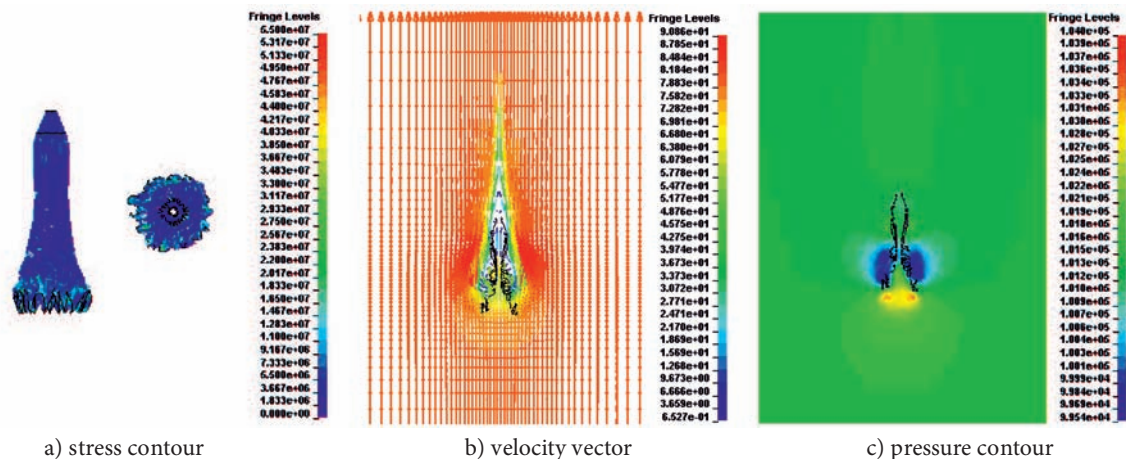 Fringe Levels
5.500e+07
5.317e+07
5.133e+07
4.950e+07
4.767e+07
4.583e+07
4.400e+07
4.217e+07
4.033e+07
3.850e+07
3.667e+07
3.483e+07
3.300e+07
3.117e+07
2.933e+07
2.750e+07
2.567e+07
2.383e+07
2.200e+07
2.017e+07
1.833e+07
1.650e+07
1.467e+07
1.283e+07
1.100e+07
9.167e+06
7.333e+06
5.500e+06
3.667e+06
1.833e+06
0.000e+00
a) stress contour
Fringe Levels
9.086e+01
8.785e+01
8.484e+01
8.184e+01
7.883e+01
7.582e+01
7.282e+01
6.981e+01
6.680e+01
6.380e+01
6.079e+01
5.778e+01
5.477e+01
5.177e+01
4.876e+01
4.575e+01
4.275e+01
3.974e+01
3.673e+01
3.373e+01
3.072e+01
2.771e+01
2.471e+01
2.170e+01
1.869e+01
1.569e+01
1.268e+01
9.673e+00
6.666e+00
3.659e+00
6.527e-01
b) velocity vector
Fringe Levels
1.040e+05
1.039e+05
1.037e+05
1.036e+05
1.034e+05
1.033e+05
1.031e+05
1.030e+05
1.028e+05
1.027e+05
1.025e+05
1.024e+05
1.022e+05
1.021e+05
1.019e+05
1.018e+05
1.016e+05
1.015e+05
1.013e+05
1.012e+05
1.010e+05
1.009e+05
1.007e+05
1.006e+05
1.004e+05
1.003e+05
1.001e+05
9.999e+04
9.984e+04
9.969e+04
9.954e+04
c) pressure contour